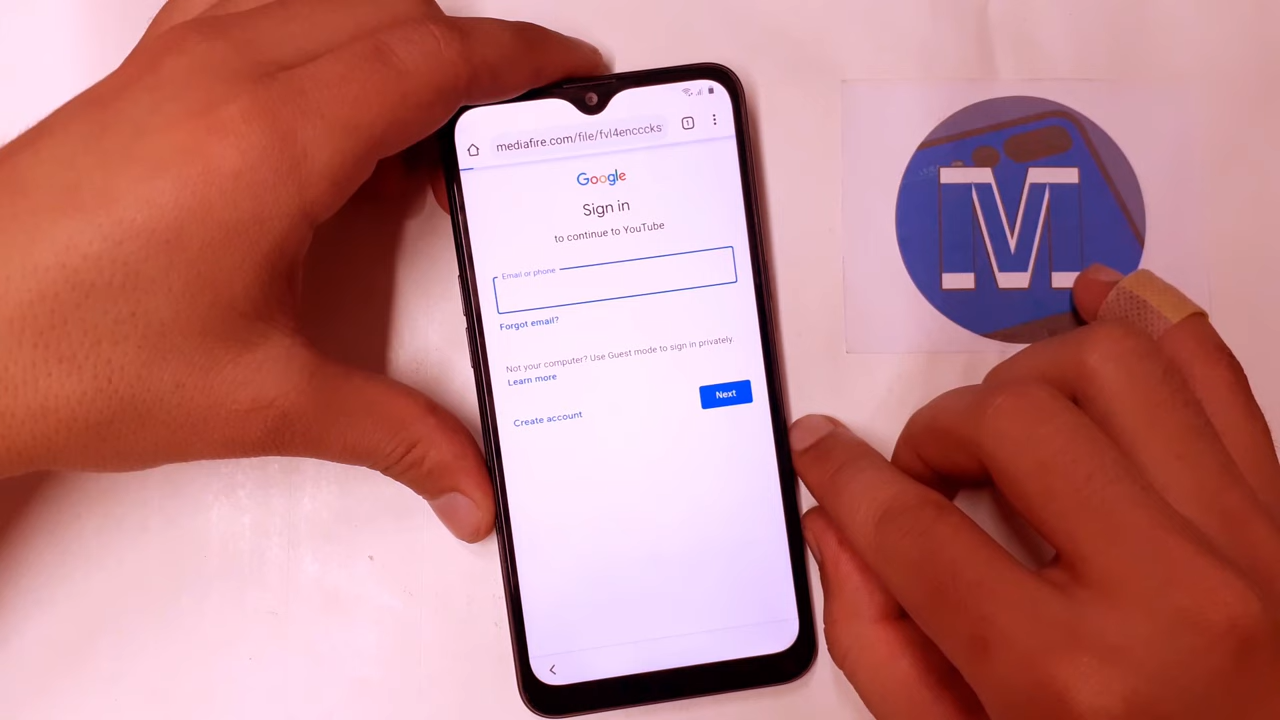 mediafire.com/file/fvl4encccks
1
Google
Sign in
to continue to YouTube
Email or phone
Forgot email?
Not your computer? Use Guest mode to sign in privately.
Learn more
Next
Create account
M